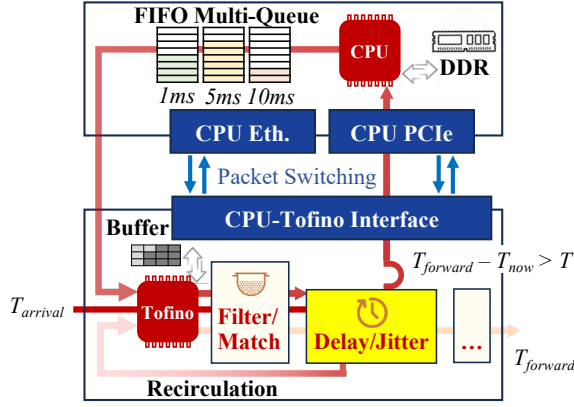 FIFO Multi-Queue
CPU
DDR
1ms 5ms 10ms
CPU Eth.
CPU PCIe
Packet Switching
CPU-Tofino Interface
Buffer
T_forward − T_now > T
T_arrival
Tofino
Filter/
Match
Delay/Jitter
...
T_forward
Recirculation